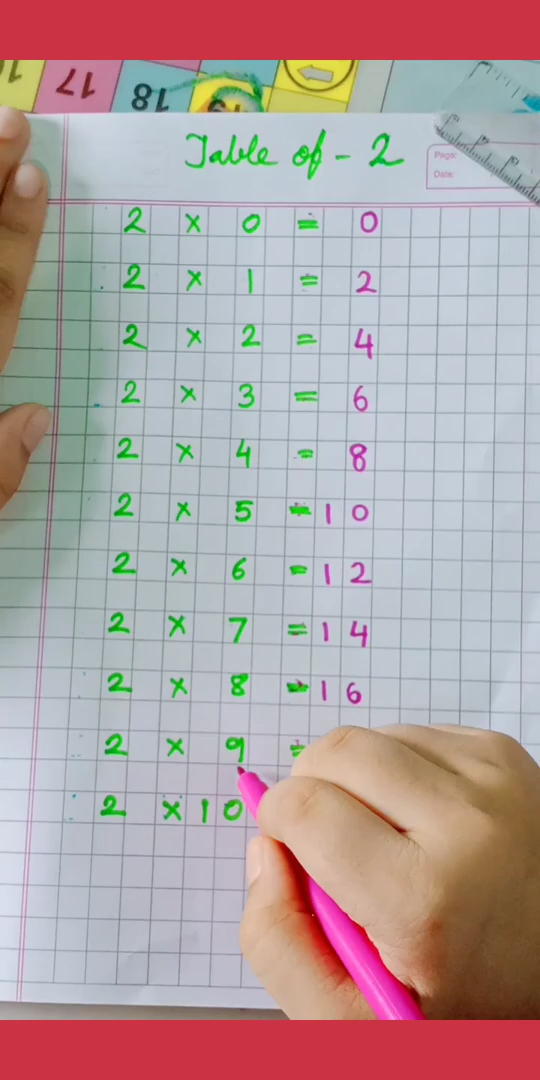 17 18
Table of - 2
Page:
Date:
2 × 0 = 0
2 × 1 = 2
2 × 2 = 4
2 × 3 = 6
2 × 4 = 8
2 × 5 = 10
2 × 6 = 12
2 × 7 = 14
2 × 8 = 16
2 × 9 =
2 × 10